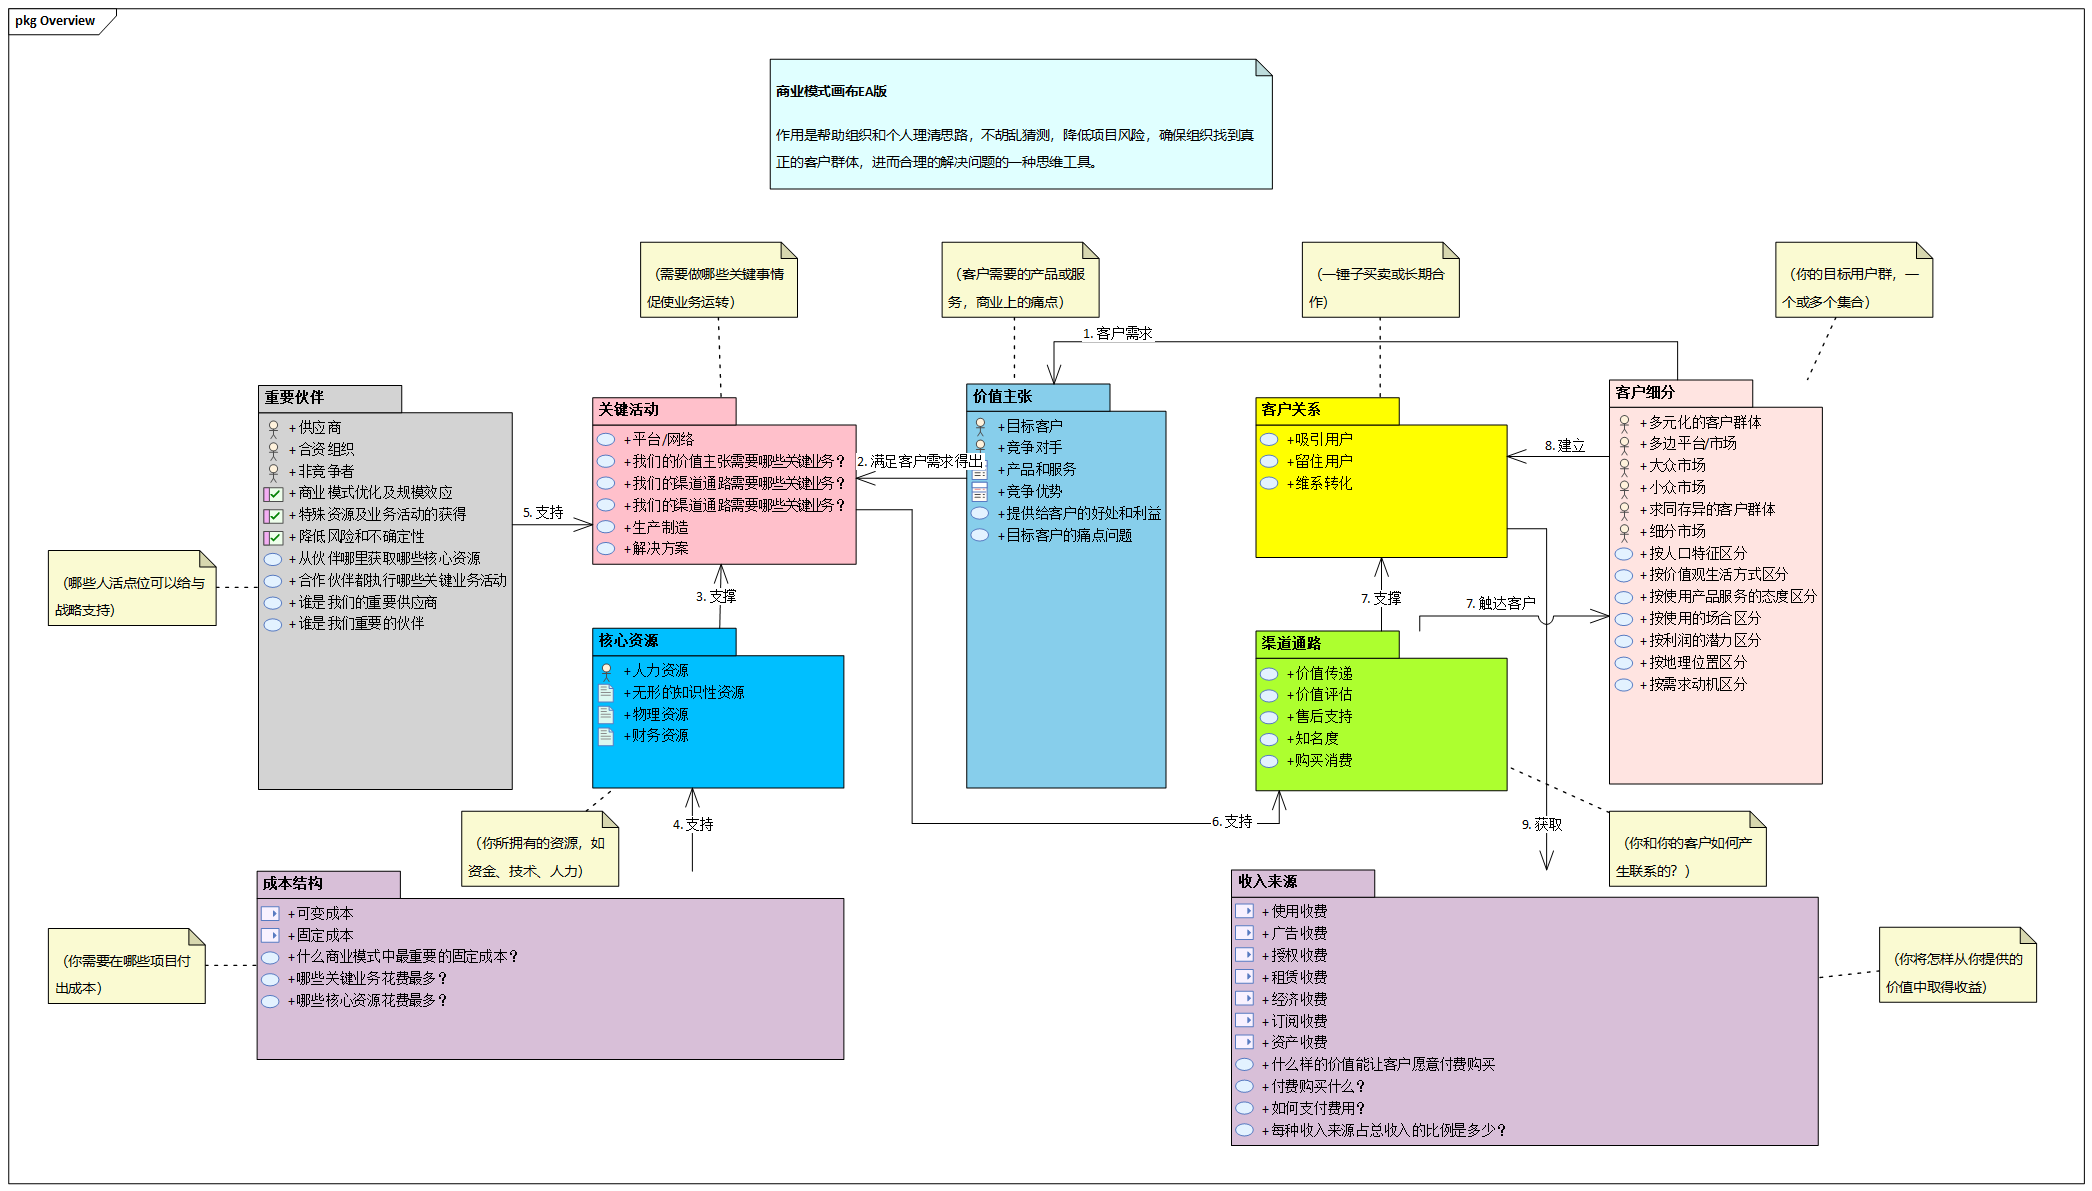 pkg Overview
商业模式画布EA版
作用是帮助组织和个人理清思路，不胡乱猜测，降低项目风险，确保组织找到真
正的客户群体，进而合理的解决问题的一种思维工具。
（需要做哪些关键事情
促使业务运转）
（客户需要的产品或服
务，商业上的痛点）
（一锤子买卖或长期合
作）
（你的目标用户群，一
个或多个集合）
1. 客户需求
重要伙伴
+供应商
+合资组织
+非竞争者
+商业模式优化及规模效应
+特殊资源及业务活动的获得
+降低风险和不确定性
+从伙伴哪里获取哪些核心资源
+合作伙伴都执行哪些关键业务活动
+谁是我们的重要供应商
+谁是我们重要的伙伴
（哪些人活点位可以给与
战略支持）
5. 支持
关键活动
+平台/网络
+我们的价值主张需要哪些关键业务？
+我们的渠道通路需要哪些关键业务？
+我们的渠道通路需要哪些关键业务？
+生产制造
+解决方案
2. 满足客户需求得出
3. 支撑
核心资源
+人力资源
+无形的知识性资源
+物理资源
+财务资源
（你所拥有的资源，如
资金、技术、人力）
4. 支持
价值主张
+目标客户
+竞争对手
+产品和服务
+竞争优势
+提供给客户的好处和利益
+目标客户的痛点问题
客户关系
+吸引用户
+留住用户
+维系转化
8. 建立
7. 支撑
7. 触达客户
渠道通路
+价值传递
+价值评估
+售后支持
+知名度
+购买消费
6. 支持
9. 获取
客户细分
+多元化的客户群体
+多边平台/市场
+大众市场
+小众市场
+求同存异的客户群体
+细分市场
+按人口特征区分
+按价值观生活方式区分
+按使用产品服务的态度区分
+按使用的场合区分
+按利润的潜力区分
+按地理位置区分
+按需求动机区分
（你和你的客户如何产
生联系的？）
成本结构
+可变成本
+固定成本
+什么商业模式中最重要的固定成本？
+哪些关键业务花费最多？
+哪些核心资源花费最多？
（你需要在哪些项目付
出成本）
收入来源
+使用收费
+广告收费
+授权收费
+租赁收费
+经济收费
+订阅收费
+资产收费
+什么样的价值能让客户愿意付费购买
+付费购买什么？
+如何支付费用？
+每种收入来源占总收入的比例是多少？
（你将怎样从你提供的
价值中取得收益）